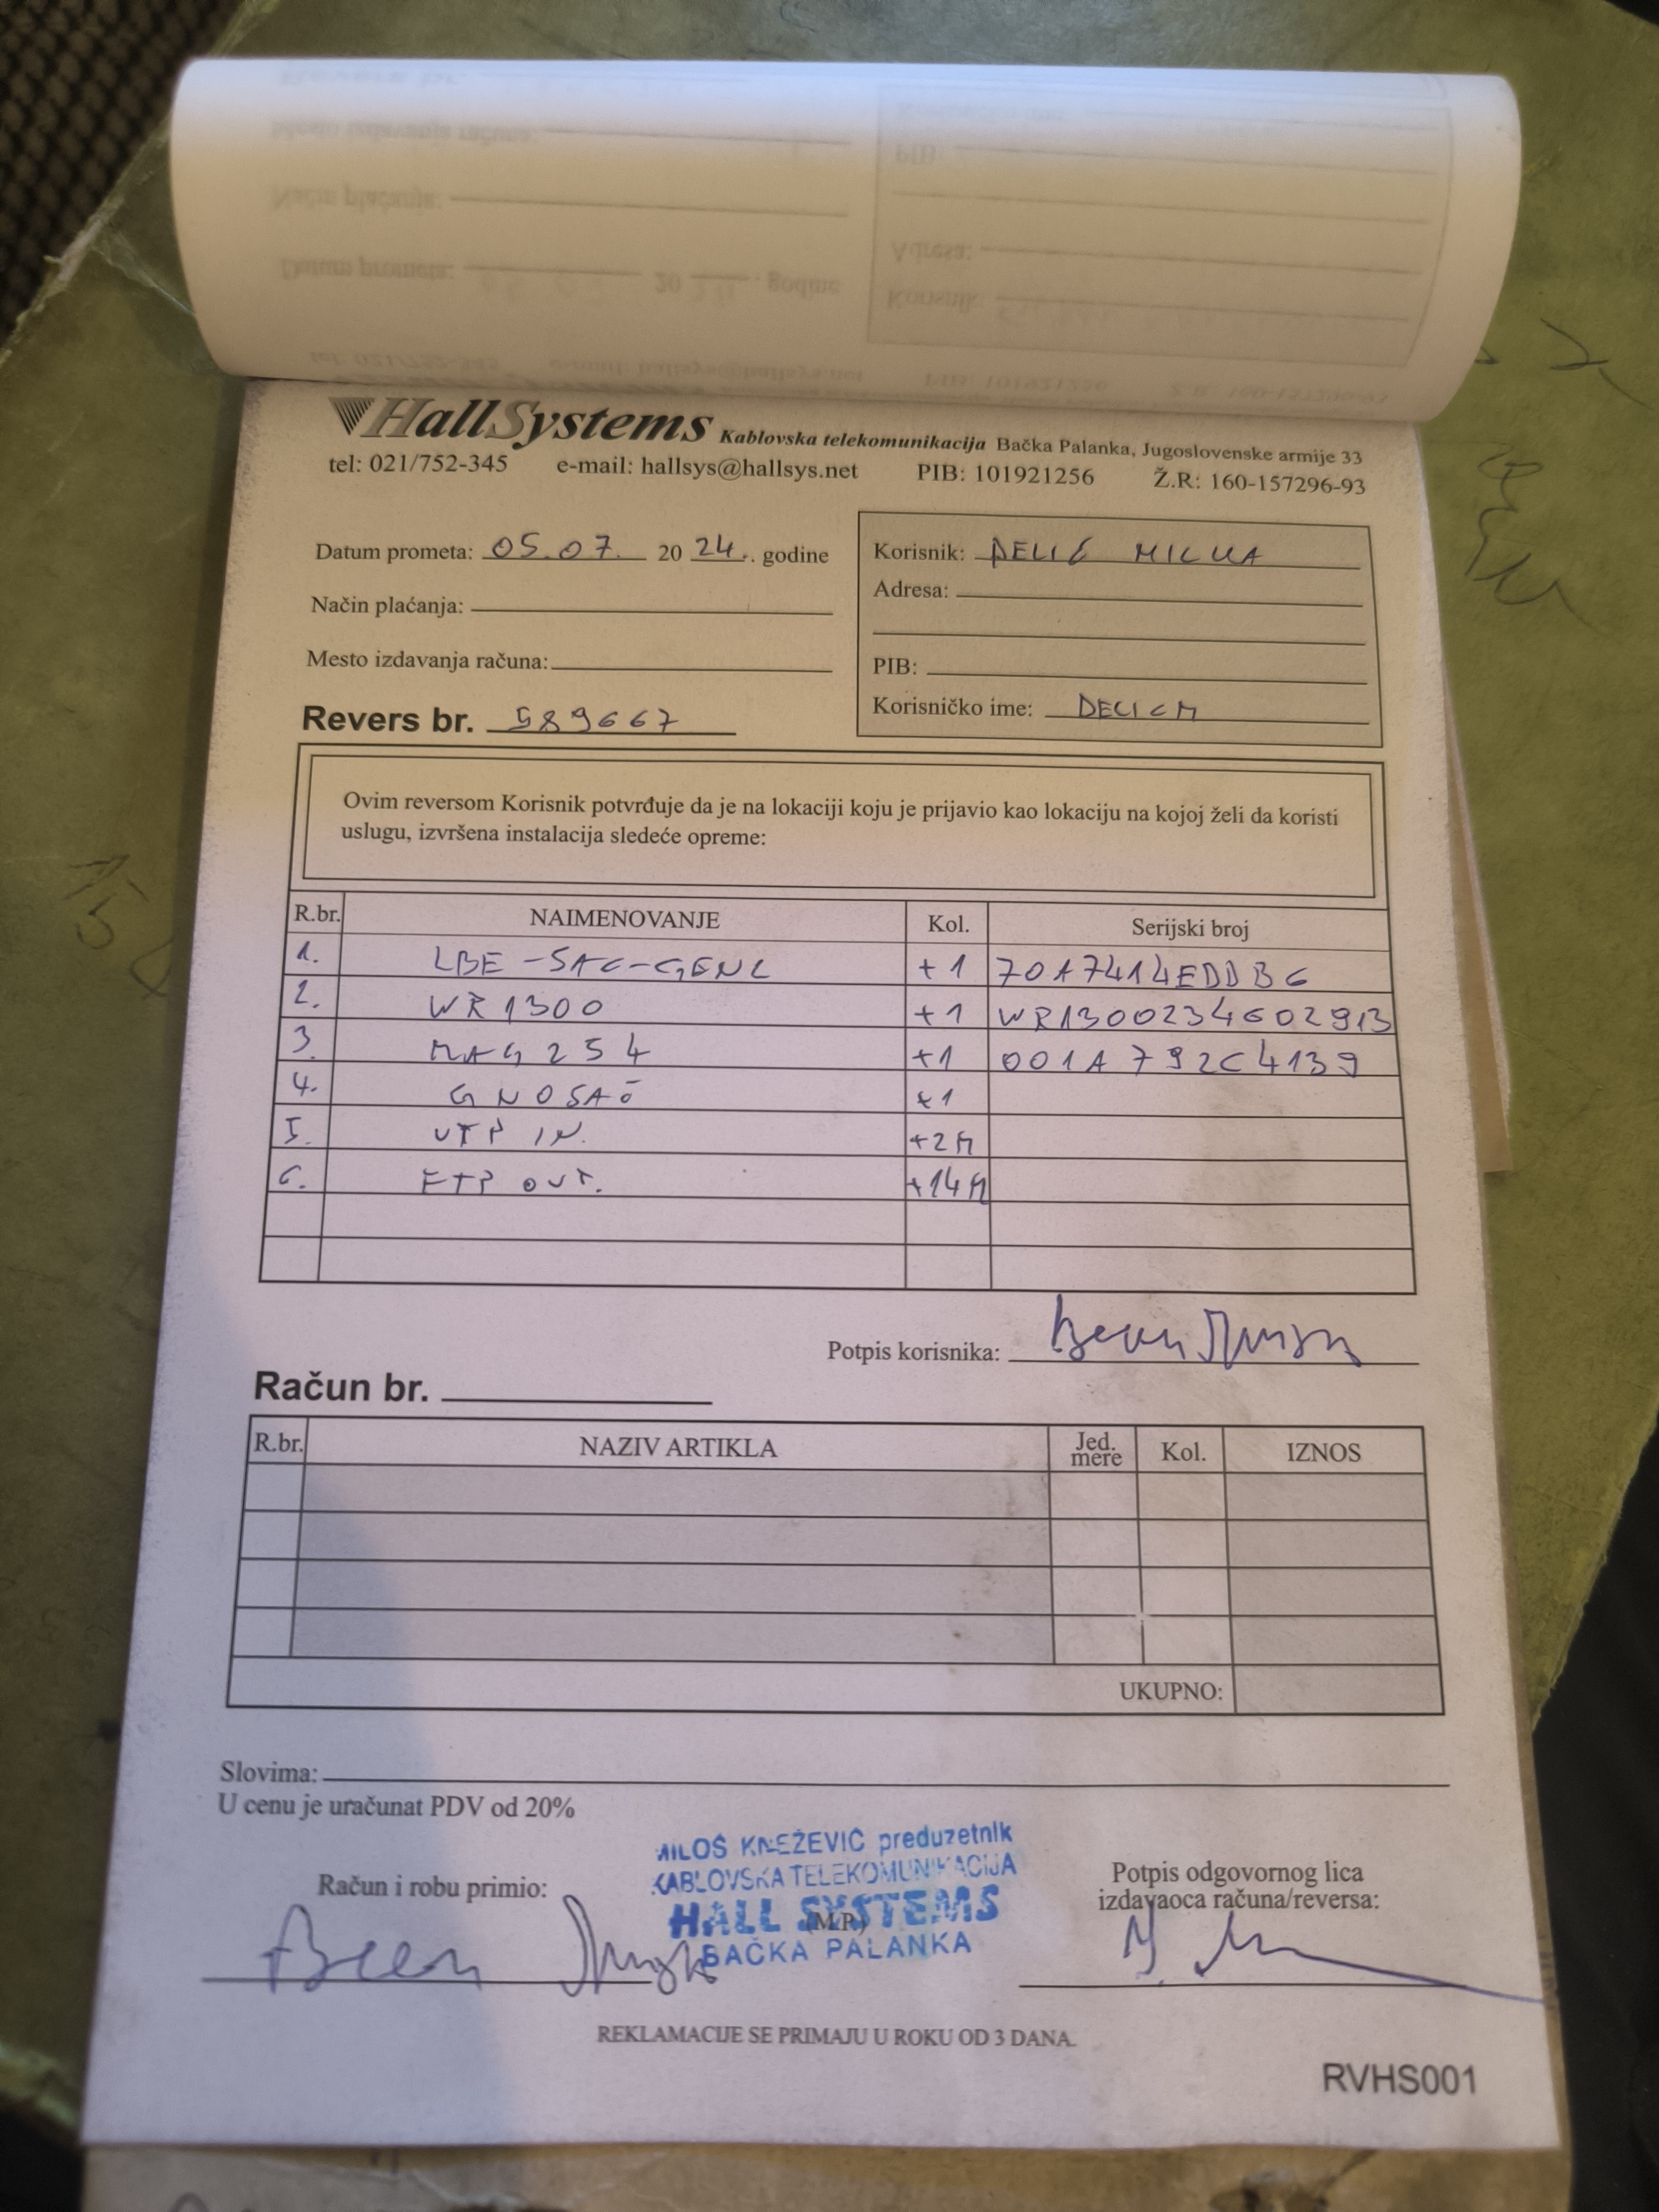 HallSystems Kablovska telekomunikacija Bačka Palanka, Jugoslovenske armije 33
tel: 021/752-345 e-mail: hallsys@hallsys.net PIB: 101921256 Ž.R: 160-157296-93
Datum prometa: 05.07. 2024. godine
Način plaćanja:
Mesto izdavanja računa:
Revers br. 589667
Korisnik: DELIĆ MILICA
Adresa:
PIB:
Korisničko ime: DELICM
Ovim reversom Korisnik potvrđuje da je na lokaciji koju je prijavio kao lokaciju na kojoj želi da koristi
uslugu, izvršena instalacija sledeće opreme:
R.br. NAIMENOVANJE Kol. Serijski broj
1. LBE-5AC-GEN2 +1 70A7414EDDB6
2. WR1300 +1 WR1300234602913
3. MAG254 +1 001A792C4139
4. +1
5. UTP IN. +2M
6. FTP OUT. +14M
Potpis korisnika:
Račun br.
R.br. NAZIV ARTIKLA Jed. mere Kol. IZNOS
UKUPNO:
Slovima:
U cenu je uračunat PDV od 20%
MILOŠ KNEŽEVIĆ preduzetnik
KABLOVSKA TELEKOMUNIKACIJA
HALL SYSTEMS
BAČKA PALANKA
Račun i robu primio:
(M.P.)
Potpis odgovornog lica
izdavaoca računa/reversa:
REKLAMACIJE SE PRIMAJU U ROKU OD 3 DANA.
RVHS001